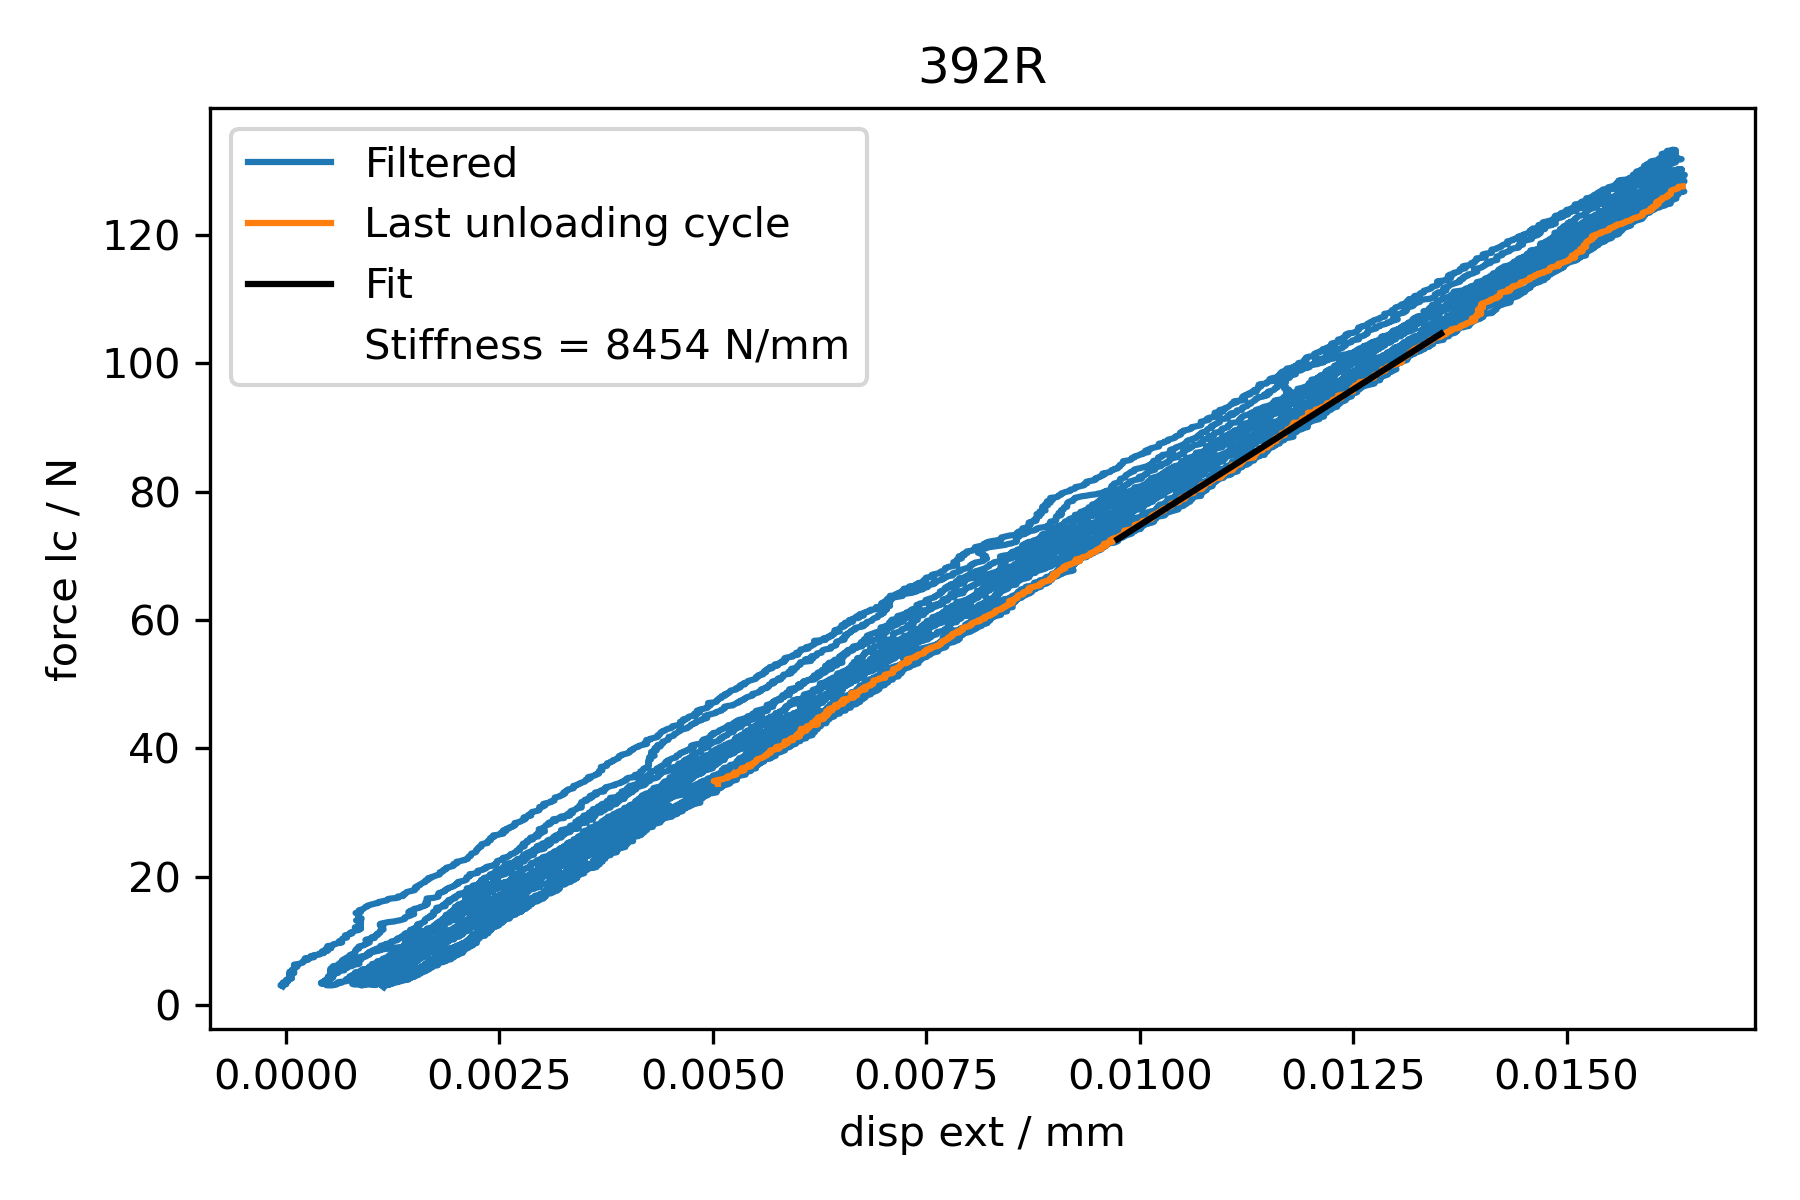 392R
Filtered
Last unloading cycle
Fit
Stiffness = 8454 N/mm
120
100
80
60
40
20
0
force lc / N
0.0000 0.0025 0.0050 0.0075 0.0100 0.0125 0.0150
disp ext / mm